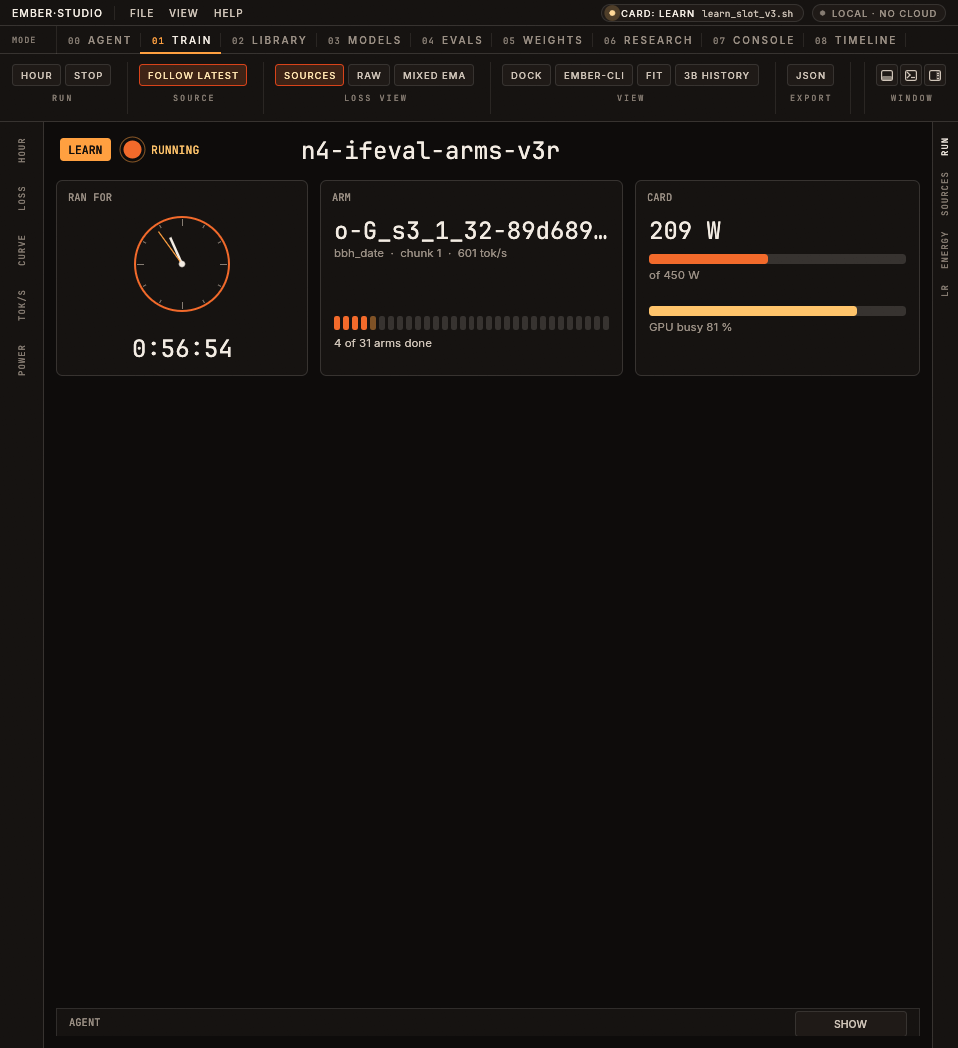 EMBER·STUDIO FILE VIEW HELP CARD: LEARN learn_slot_v3.sh LOCAL · NO CLOUD
MODE 00 AGENT 01 TRAIN 02 LIBRARY 03 MODELS 04 EVALS 05 WEIGHTS 06 RESEARCH 07 CONSOLE 08 TIMELINE
HOUR STOP FOLLOW LATEST SOURCES RAW MIXED EMA DOCK EMBER-CLI FIT 3B HISTORY JSON
RUN SOURCE LOSS VIEW VIEW EXPORT WINDOW
HOUR
LOSS
CURVE
TOK/S
POWER
LEARN RUNNING n4-ifeval-arms-v3r
RAN FOR
0:56:54
ARM
o-G_s3_1_32-89d689…
bbh_date · chunk 1 · 601 tok/s
4 of 31 arms done
CARD
209 W
of 450 W
GPU busy 81 %
RUN
SOURCES
ENERGY
LR
AGENT SHOW